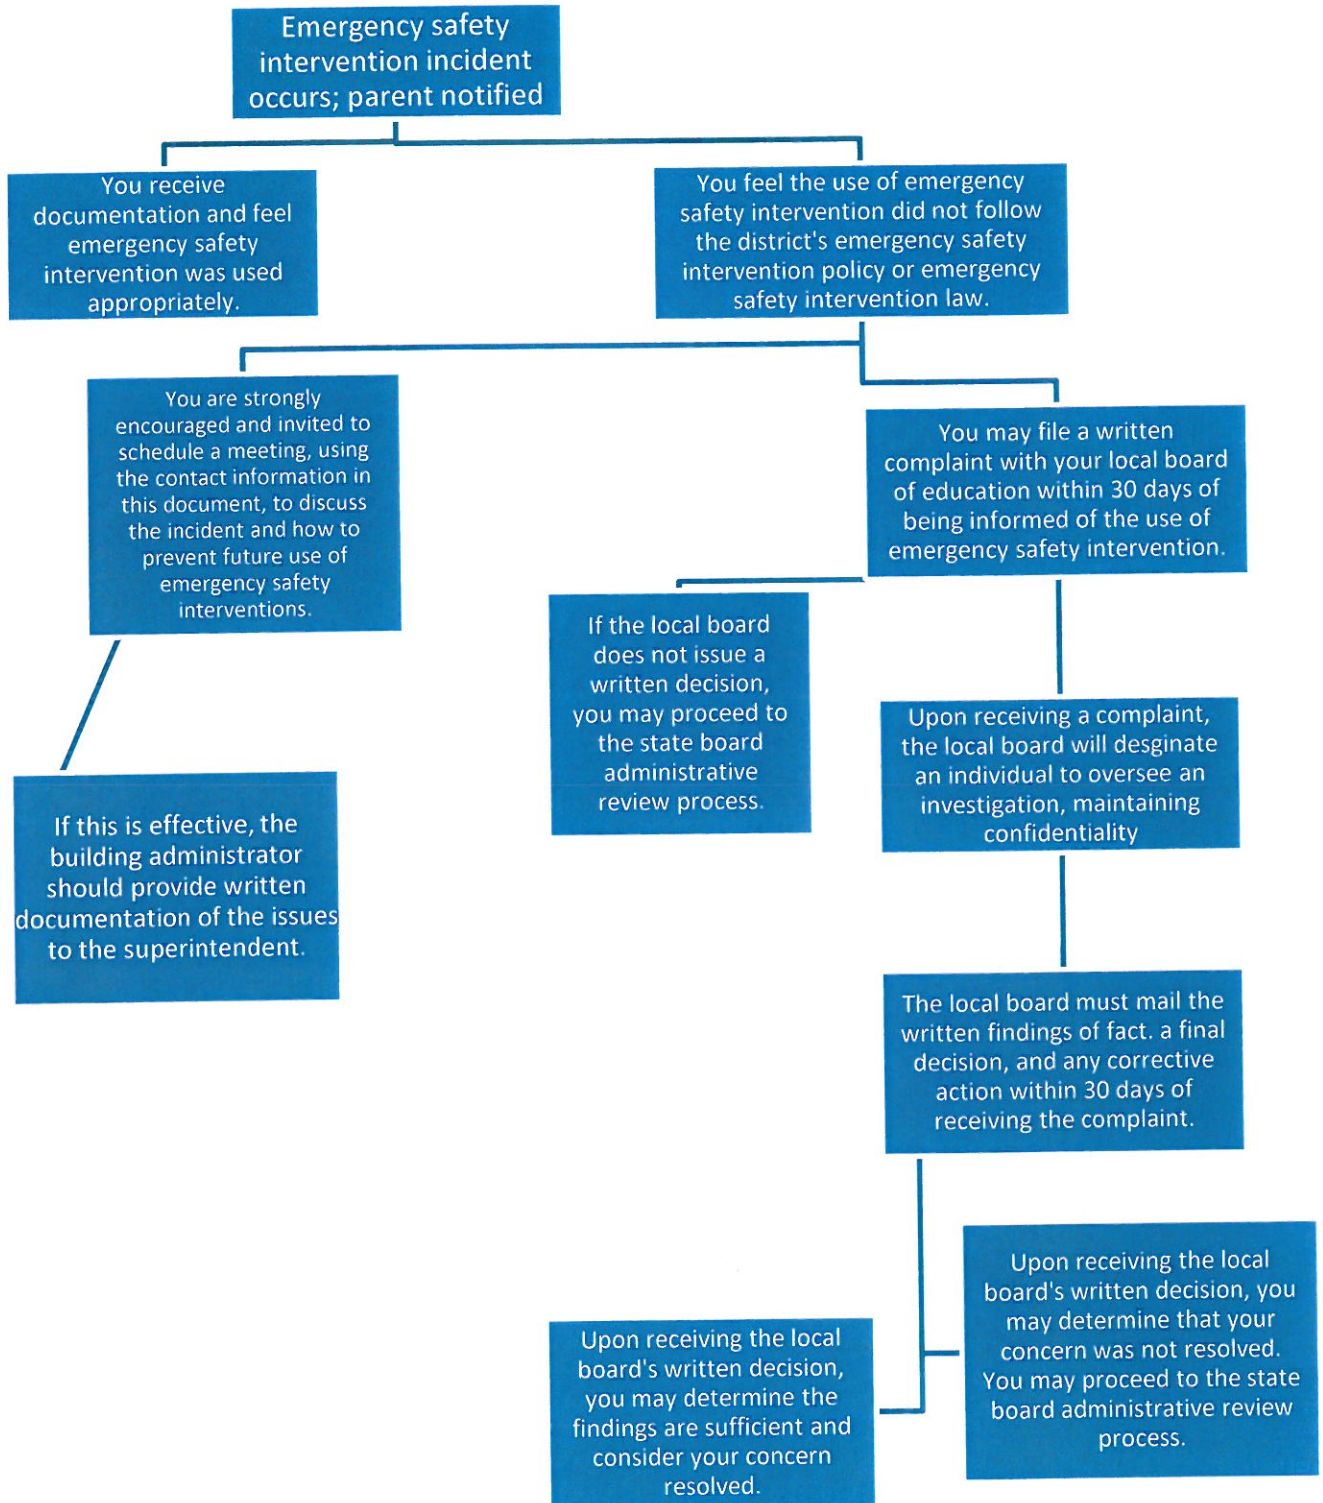 Emergency safety
intervention incident
occurs; parent notified
You receive
documentation and feel
emergency safety
intervention was used
appropriately.
You feel the use of emergency
safety intervention did not follow
the district's emergency safety
intervention policy or emergency
safety intervention law.
You are strongly
encouraged and invited to
schedule a meeting, using
the contact information in
this document, to discuss
the incident and how to
prevent future use of
emergency safety
interventions.
You may file a written
complaint with your local board
of education within 30 days of
being informed of the use of
emergency safety intervention.
If the local board
does not issue a
written decision,
you may proceed to
the state board
administrative
review process.
Upon receiving a complaint,
the local board will desginate
an individual to oversee an
investigation, maintaining
confidentiality
If this is effective, the
building administrator
should provide written
documentation of the issues
to the superintendent.
The local board must mail the
written findings of fact. a final
decision, and any corrective
action within 30 days of
receiving the complaint.
Upon receiving the local
board's written decision, you
may determine that your
concern was not resolved.
You may proceed to the state
board administrative review
process.
Upon receiving the local
board's written decision,
you may determine the
findings are sufficient and
consider your concern
resolved.